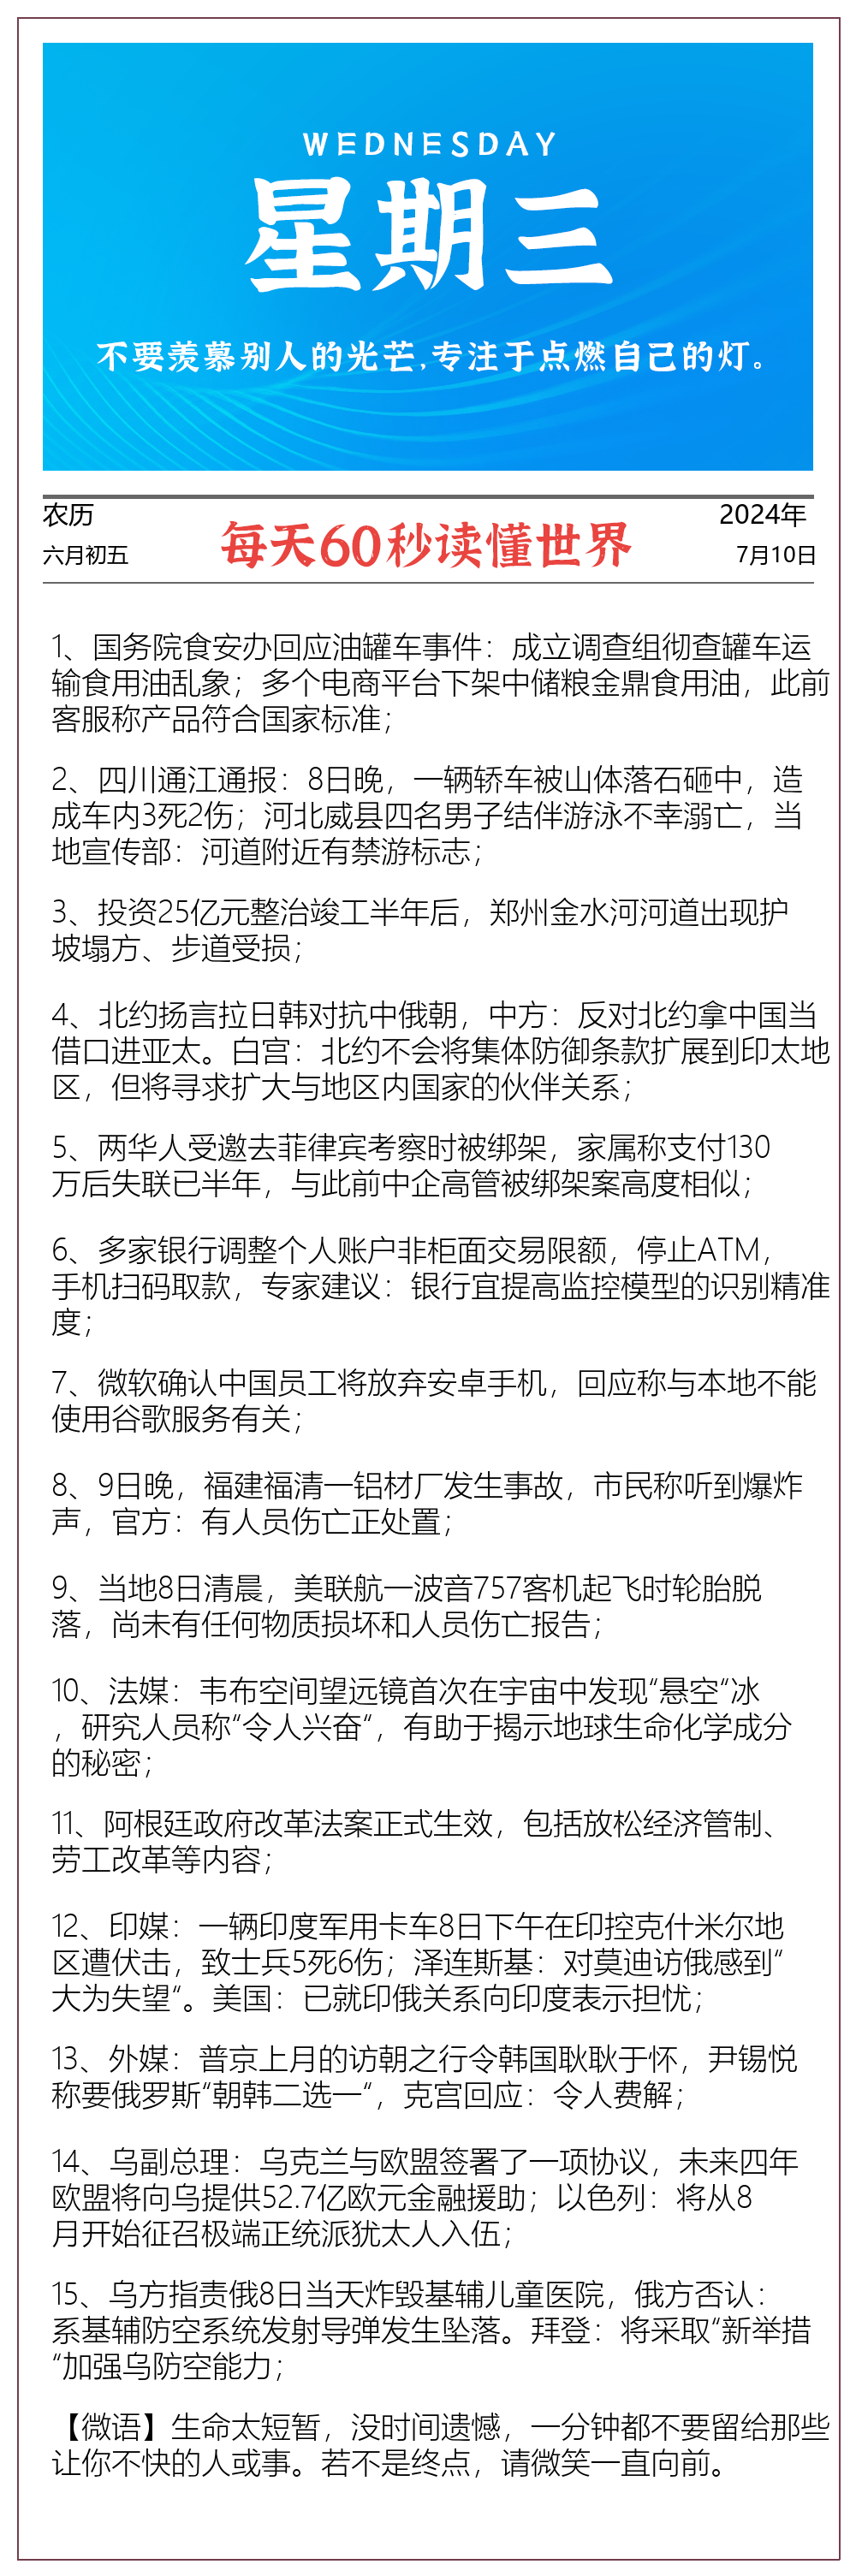 WEDNESDAY
星期三
不要羡慕别人的光芒,专注于点燃自己的灯。
农历
六月初五
每天60秒读懂世界
2024年
7月10日
1、国务院食安办回应油罐车事件：成立调查组彻查罐车运
输食用油乱象；多个电商平台下架中储粮金鼎食用油，此前
客服称产品符合国家标准；
2、四川通江通报：8日晚，一辆轿车被山体落石砸中，造
成车内3死2伤；河北威县四名男子结伴游泳不幸溺亡，当
地宣传部：河道附近有禁游标志；
3、投资25亿元整治竣工半年后，郑州金水河河道出现护
坡塌方、步道受损；
4、北约扬言拉日韩对抗中俄朝，中方：反对北约拿中国当
借口进亚太。白宫：北约不会将集体防御条款扩展到印太地
区，但将寻求扩大与地区内国家的伙伴关系；
5、两华人受邀去菲律宾考察时被绑架，家属称支付130
万后失联已半年，与此前中企高管被绑架案高度相似；
6、多家银行调整个人账户非柜面交易限额，停止ATM，
手机扫码取款，专家建议：银行宜提高监控模型的识别精准
度；
7、微软确认中国员工将放弃安卓手机，回应称与本地不能
使用谷歌服务有关；
8、9日晚，福建福清一铝材厂发生事故，市民称听到爆炸
声，官方：有人员伤亡正处置；
9、当地8日清晨，美联航一波音757客机起飞时轮胎脱
落，尚未有任何物质损坏和人员伤亡报告；
10、法媒：韦布空间望远镜首次在宇宙中发现“悬空“冰
，研究人员称“令人兴奋“，有助于揭示地球生命化学成分
的秘密；
11、阿根廷政府改革法案正式生效，包括放松经济管制、
劳工改革等内容；
12、印媒：一辆印度军用卡车8日下午在印控克什米尔地
区遭伏击，致士兵5死6伤；泽连斯基：对莫迪访俄感到“
大为失望“。美国：已就印俄关系向印度表示担忧；
13、外媒：普京上月的访朝之行令韩国耿耿于怀，尹锡悦
称要俄罗斯”朝韩二选一“，克宫回应：令人费解；
14、乌副总理：乌克兰与欧盟签署了一项协议，未来四年
欧盟将向乌提供52.7亿欧元金融援助；以色列：将从8
月开始征召极端正统派犹太人入伍；
15、乌方指责俄8日当天炸毁基辅儿童医院，俄方否认：
系基辅防空系统发射导弹发生坠落。拜登：将采取“新举措
“加强乌防空能力；
【微语】生命太短暂，没时间遗憾，一分钟都不要留给那些
让你不快的人或事。若不是终点，请微笑一直向前。